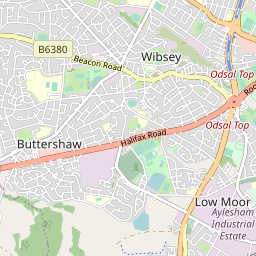 B6380
Beacon Road
Wibsey
Odsal Top
Odsal Top
Halifax Road
Buttershaw
Low Moor
Aylesham
Industrial
Estate